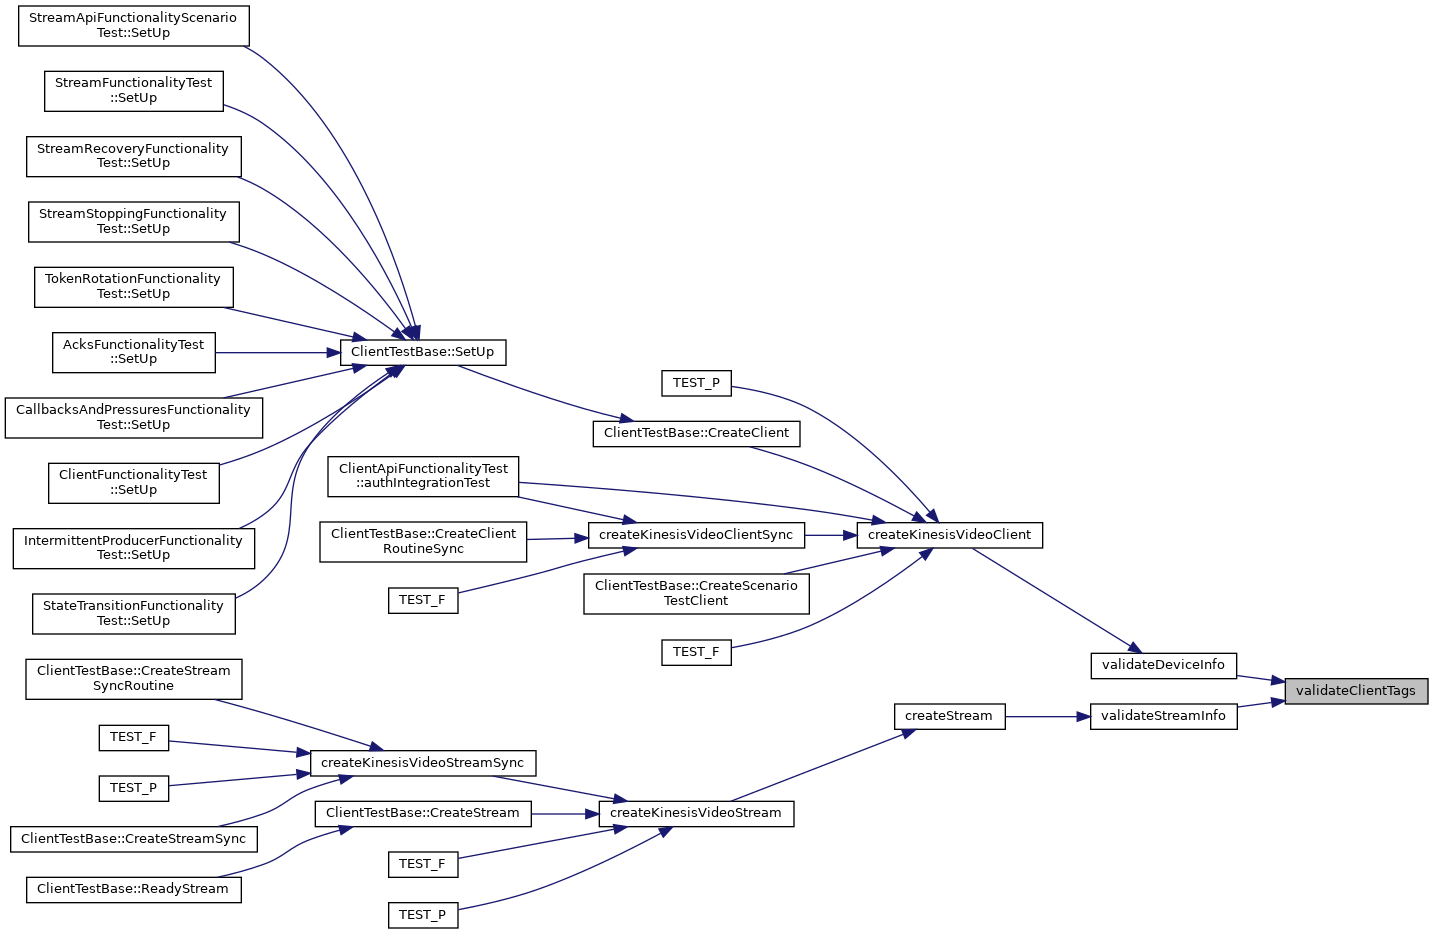 StreamApiFunctionalityScenario
Test::SetUp
StreamFunctionalityTest
::SetUp
StreamRecoveryFunctionality
Test::SetUp
StreamStoppingFunctionality
Test::SetUp
TokenRotationFunctionality
Test::SetUp
AcksFunctionalityTest
::SetUp
CallbacksAndPressuresFunctionality
Test::SetUp
ClientFunctionalityTest
::SetUp
IntermittentProducerFunctionality
Test::SetUp
StateTransitionFunctionality
Test::SetUp
ClientTestBase::CreateStream
SyncRoutine
TEST_F
TEST_P
ClientTestBase::CreateStreamSync
ClientTestBase::ReadyStream
ClientTestBase::SetUp
ClientApiFunctionalityTest
::authIntegrationTest
ClientTestBase::CreateClient
RoutineSync
TEST_F
createKinesisVideoStreamSync
ClientTestBase::CreateStream
TEST_F
TEST_P
TEST_P
ClientTestBase::CreateClient
createKinesisVideoClientSync
ClientTestBase::CreateScenario
TestClient
TEST_F
createKinesisVideoStream
createKinesisVideoClient
createStream
validateDeviceInfo
validateStreamInfo
validateClientTags